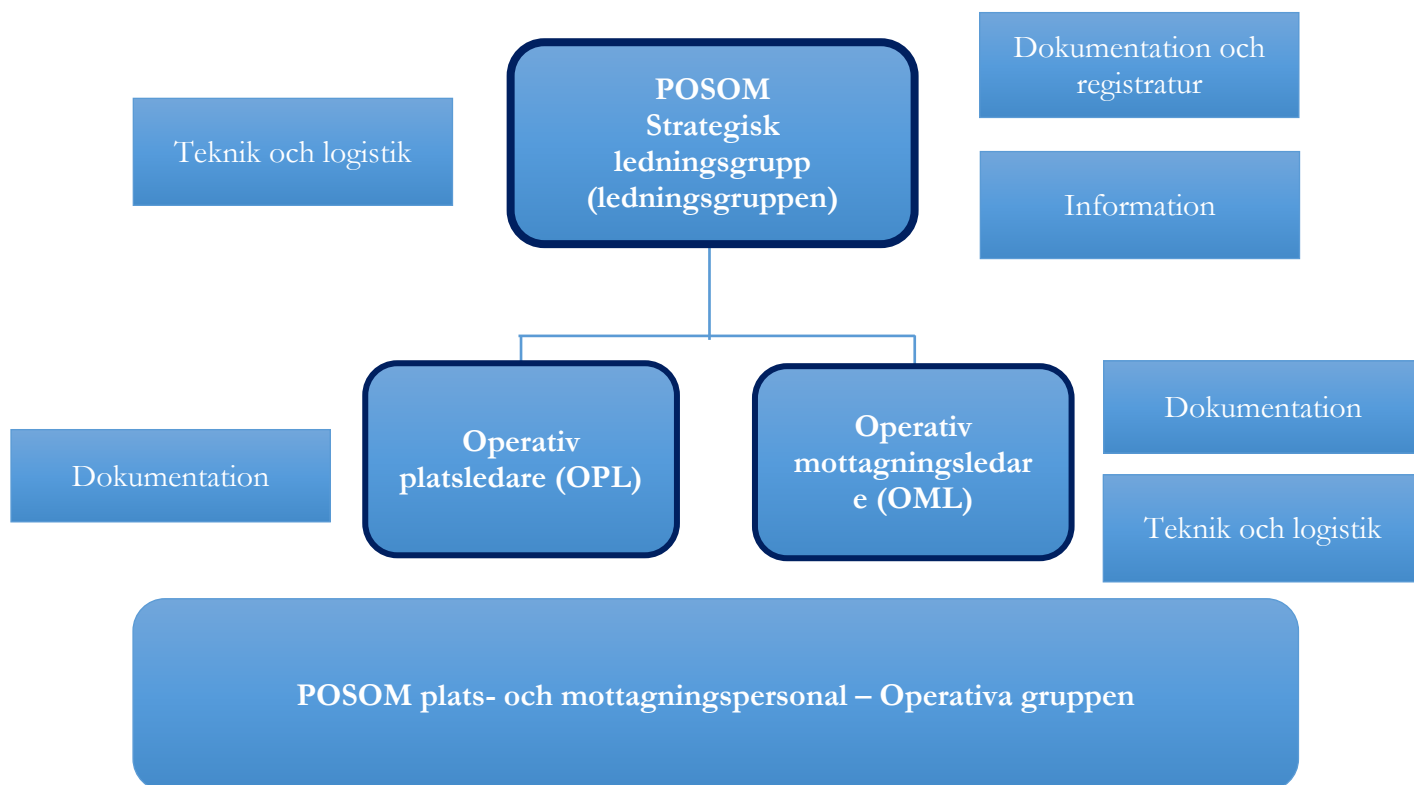 Dokumentation och
registratur
POSOM
Strategisk
ledningsgrupp
(ledningsgruppen)
Teknik och logistik
Information
Operativ
platsledare (OPL)
Operativ
mottagningsledar
e (OML)
Dokumentation
Dokumentation
Teknik och logistik
POSOM plats- och mottagningspersonal – Operativa gruppen